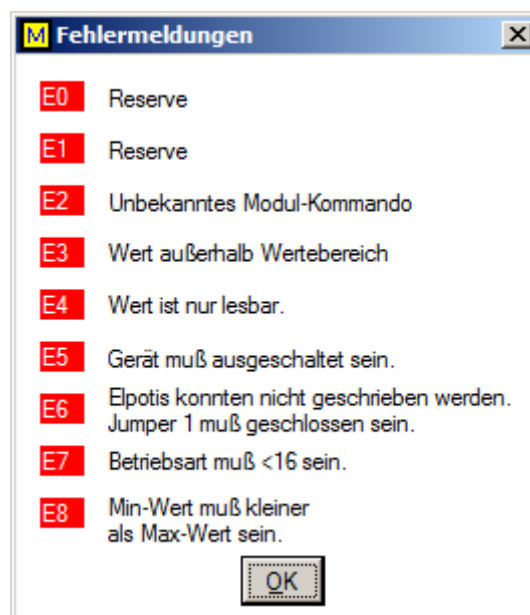 M Fehlermeldungen
E0 Reserve
E1 Reserve
E2 Unbekanntes Modul-Kommando
E3 Wert außerhalb Wertebereich
E4 Wert ist nur lesbar.
E5 Gerät muß ausgeschaltet sein.
E6 Elpotis konnten nicht geschrieben werden.
Jumper 1 muß geschlossen sein.
E7 Betriebsart muß <16 sein.
E8 Min-Wert muß kleiner
als Max-Wert sein.
OK